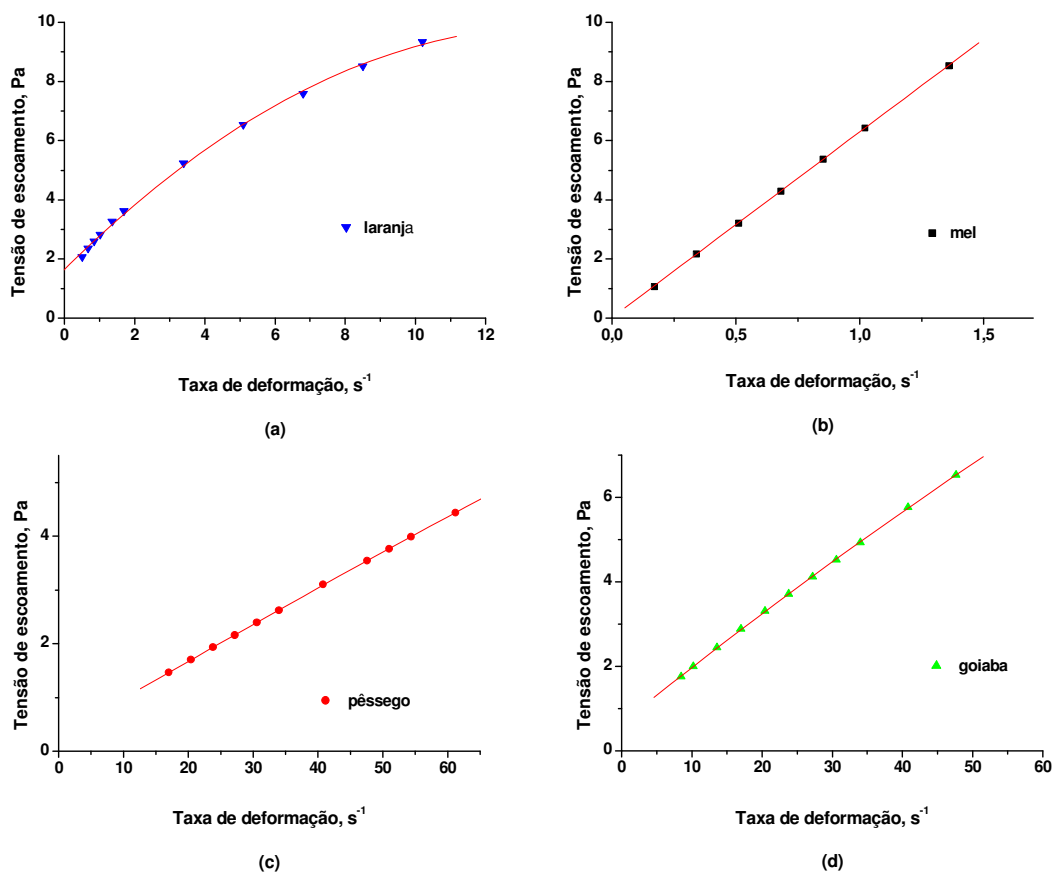 10
8
6
4
2
0
Tensão de escoamento, Pa
laranja
0 2 4 6 8 10 12
Taxa de deformação, s⁻¹
(a)
10
8
6
4
2
0
Tensão de escoamento, Pa
mel
0,0 0,5 1,0 1,5
Taxa de deformação, s⁻¹
(b)
4
2
0
Tensão de escoamento, Pa
pêssego
0 10 20 30 40 50 60
Taxa de deformação, s⁻¹
(c)
6
4
2
0
Tensão de escoamento, Pa
goiaba
0 10 20 30 40 50 60
Taxa de deformação, s⁻¹
(d)